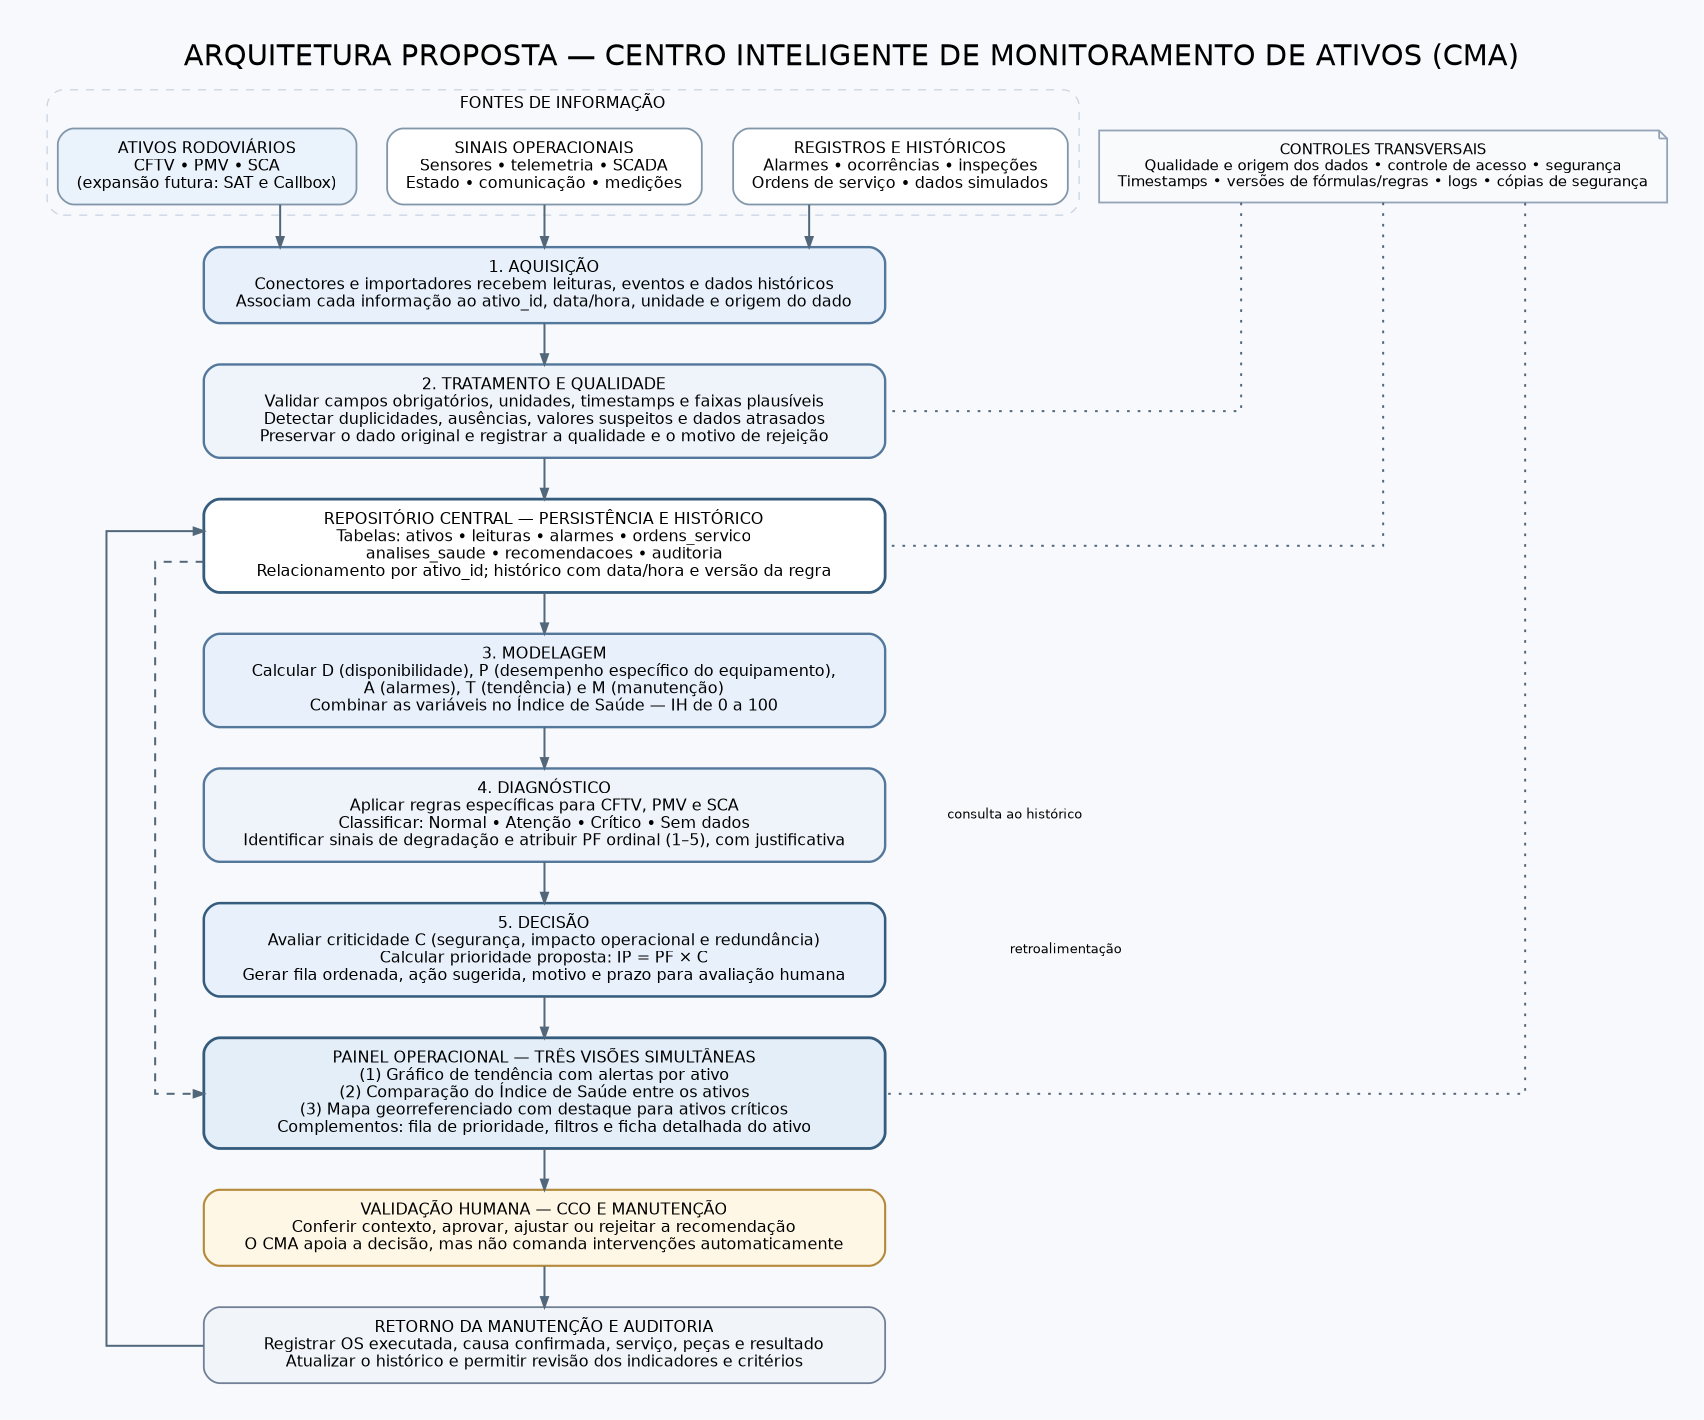 ARQUITETURA PROPOSTA — CENTRO INTELIGENTE DE MONITORAMENTO DE ATIVOS (CMA)
FONTES DE INFORMAÇÃO
ATIVOS RODOVIÁRIOS
CFTV • PMV • SCA
(expansão futura: SAT e Callbox)
SINAIS OPERACIONAIS
Sensores • telemetria • SCADA
Estado • comunicação • medições
REGISTROS E HISTÓRICOS
Alarmes • ocorrências • inspeções
Ordens de serviço • dados simulados
CONTROLES TRANSVERSAIS
Qualidade e origem dos dados • controle de acesso • segurança
Timestamps • versões de fórmulas/regras • logs • cópias de segurança
1. AQUISIÇÃO
Conectores e importadores recebem leituras, eventos e dados históricos
Associam cada informação ao ativo_id, data/hora, unidade e origem do dado
2. TRATAMENTO E QUALIDADE
Validar campos obrigatórios, unidades, timestamps e faixas plausíveis
Detectar duplicidades, ausências, valores suspeitos e dados atrasados
Preservar o dado original e registrar a qualidade e o motivo de rejeição
REPOSITÓRIO CENTRAL — PERSISTÊNCIA E HISTÓRICO
Tabelas: ativos • leituras • alarmes • ordens_servico
analises_saude • recomendacoes • auditoria
Relacionamento por ativo_id; histórico com data/hora e versão da regra
3. MODELAGEM
Calcular D (disponibilidade), P (desempenho específico do equipamento),
A (alarmes), T (tendência) e M (manutenção)
Combinar as variáveis no Índice de Saúde — IH de 0 a 100
4. DIAGNÓSTICO
Aplicar regras específicas para CFTV, PMV e SCA
Classificar: Normal • Atenção • Crítico • Sem dados
Identificar sinais de degradação e atribuir PF ordinal (1–5), com justificativa
consulta ao histórico
5. DECISÃO
Avaliar criticidade C (segurança, impacto operacional e redundância)
Calcular prioridade proposta: IP = PF × C
Gerar fila ordenada, ação sugerida, motivo e prazo para avaliação humana
retroalimentação
PAINEL OPERACIONAL — TRÊS VISÕES SIMULTÂNEAS
(1) Gráfico de tendência com alertas por ativo
(2) Comparação do Índice de Saúde entre os ativos
(3) Mapa georreferenciado com destaque para ativos críticos
Complementos: fila de prioridade, filtros e ficha detalhada do ativo
VALIDAÇÃO HUMANA — CCO E MANUTENÇÃO
Conferir contexto, aprovar, ajustar ou rejeitar a recomendação
O CMA apoia a decisão, mas não comanda intervenções automaticamente
RETORNO DA MANUTENÇÃO E AUDITORIA
Registrar OS executada, causa confirmada, serviço, peças e resultado
Atualizar o histórico e permitir revisão dos indicadores e critérios